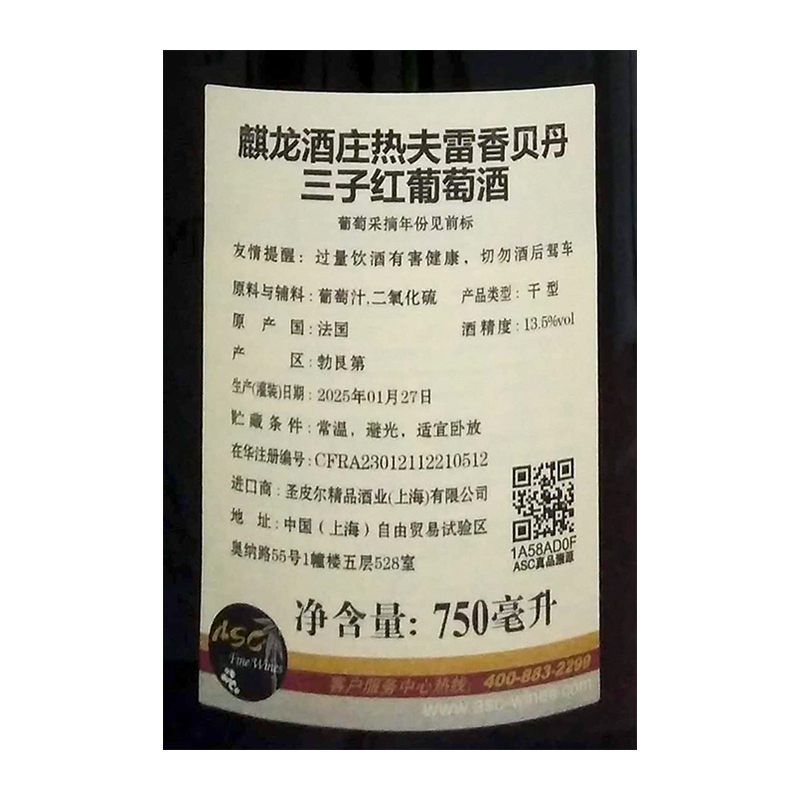 麒龙酒庄热夫雷香贝丹
三子红葡萄酒
葡萄采摘年份见前标
友情提醒：过量饮酒有害健康，切勿酒后驾车
原料与辅料：葡萄汁,二氧化硫 产品类型：干型
原产国：法国 酒精度：13.5%vol
产区：勃艮第
生产(灌装)日期：2025年01月27日
贮藏条件：常温，避光，适宜卧放
在华注册编号：CFRA23012112210512
进口商：圣皮尔精品酒业(上海)有限公司
地址：中国（上海）自由贸易试验区
奥纳路55号1幢楼五层528室
1A58AD0F
ASC真品溯源
净含量：750毫升
ASC
Fine Wines
客户服务中心热线：400-883-2299
www.asc-wines.com